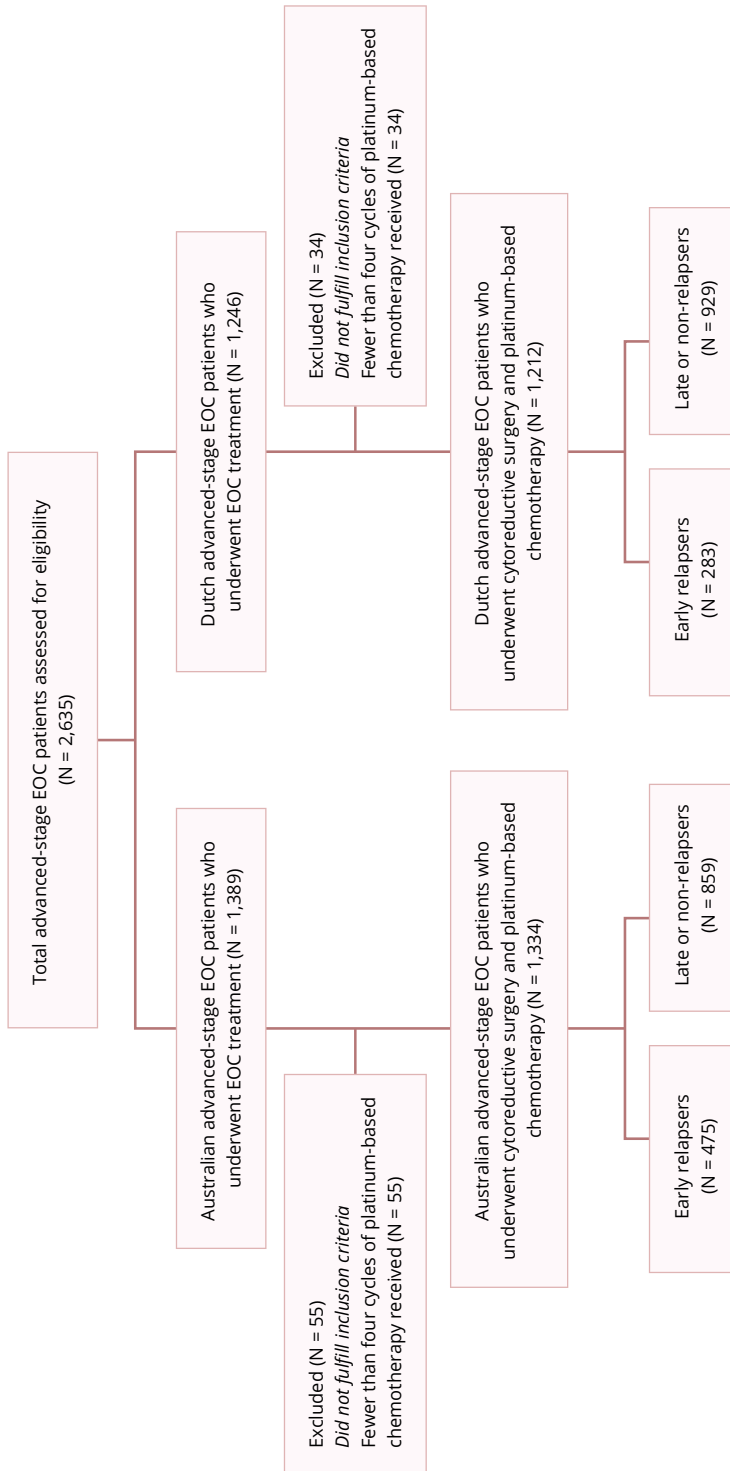 Total advanced-stage EOC patients assessed for eligibility
(N = 2,635)
Australian advanced-stage EOC patients who
underwent EOC treatment (N = 1,389)
Dutch advanced-stage EOC patients who
underwent EOC treatment (N = 1,246)
Excluded (N = 55)
Did not fulfill inclusion criteria
Fewer than four cycles of platinum-based
chemotherapy received (N = 55)
Excluded (N = 34)
Did not fulfill inclusion criteria
Fewer than four cycles of platinum-based
chemotherapy received (N = 34)
Australian advanced-stage EOC patients who
underwent cytoreductive surgery and platinum-based
chemotherapy (N = 1,334)
Dutch advanced-stage EOC patients who
underwent cytoreductive surgery and platinum-based
chemotherapy (N = 1,212)
Early relapsers
(N = 475)
Late or non-relapsers
(N = 859)
Early relapsers
(N = 283)
Late or non-relapsers
(N = 929)